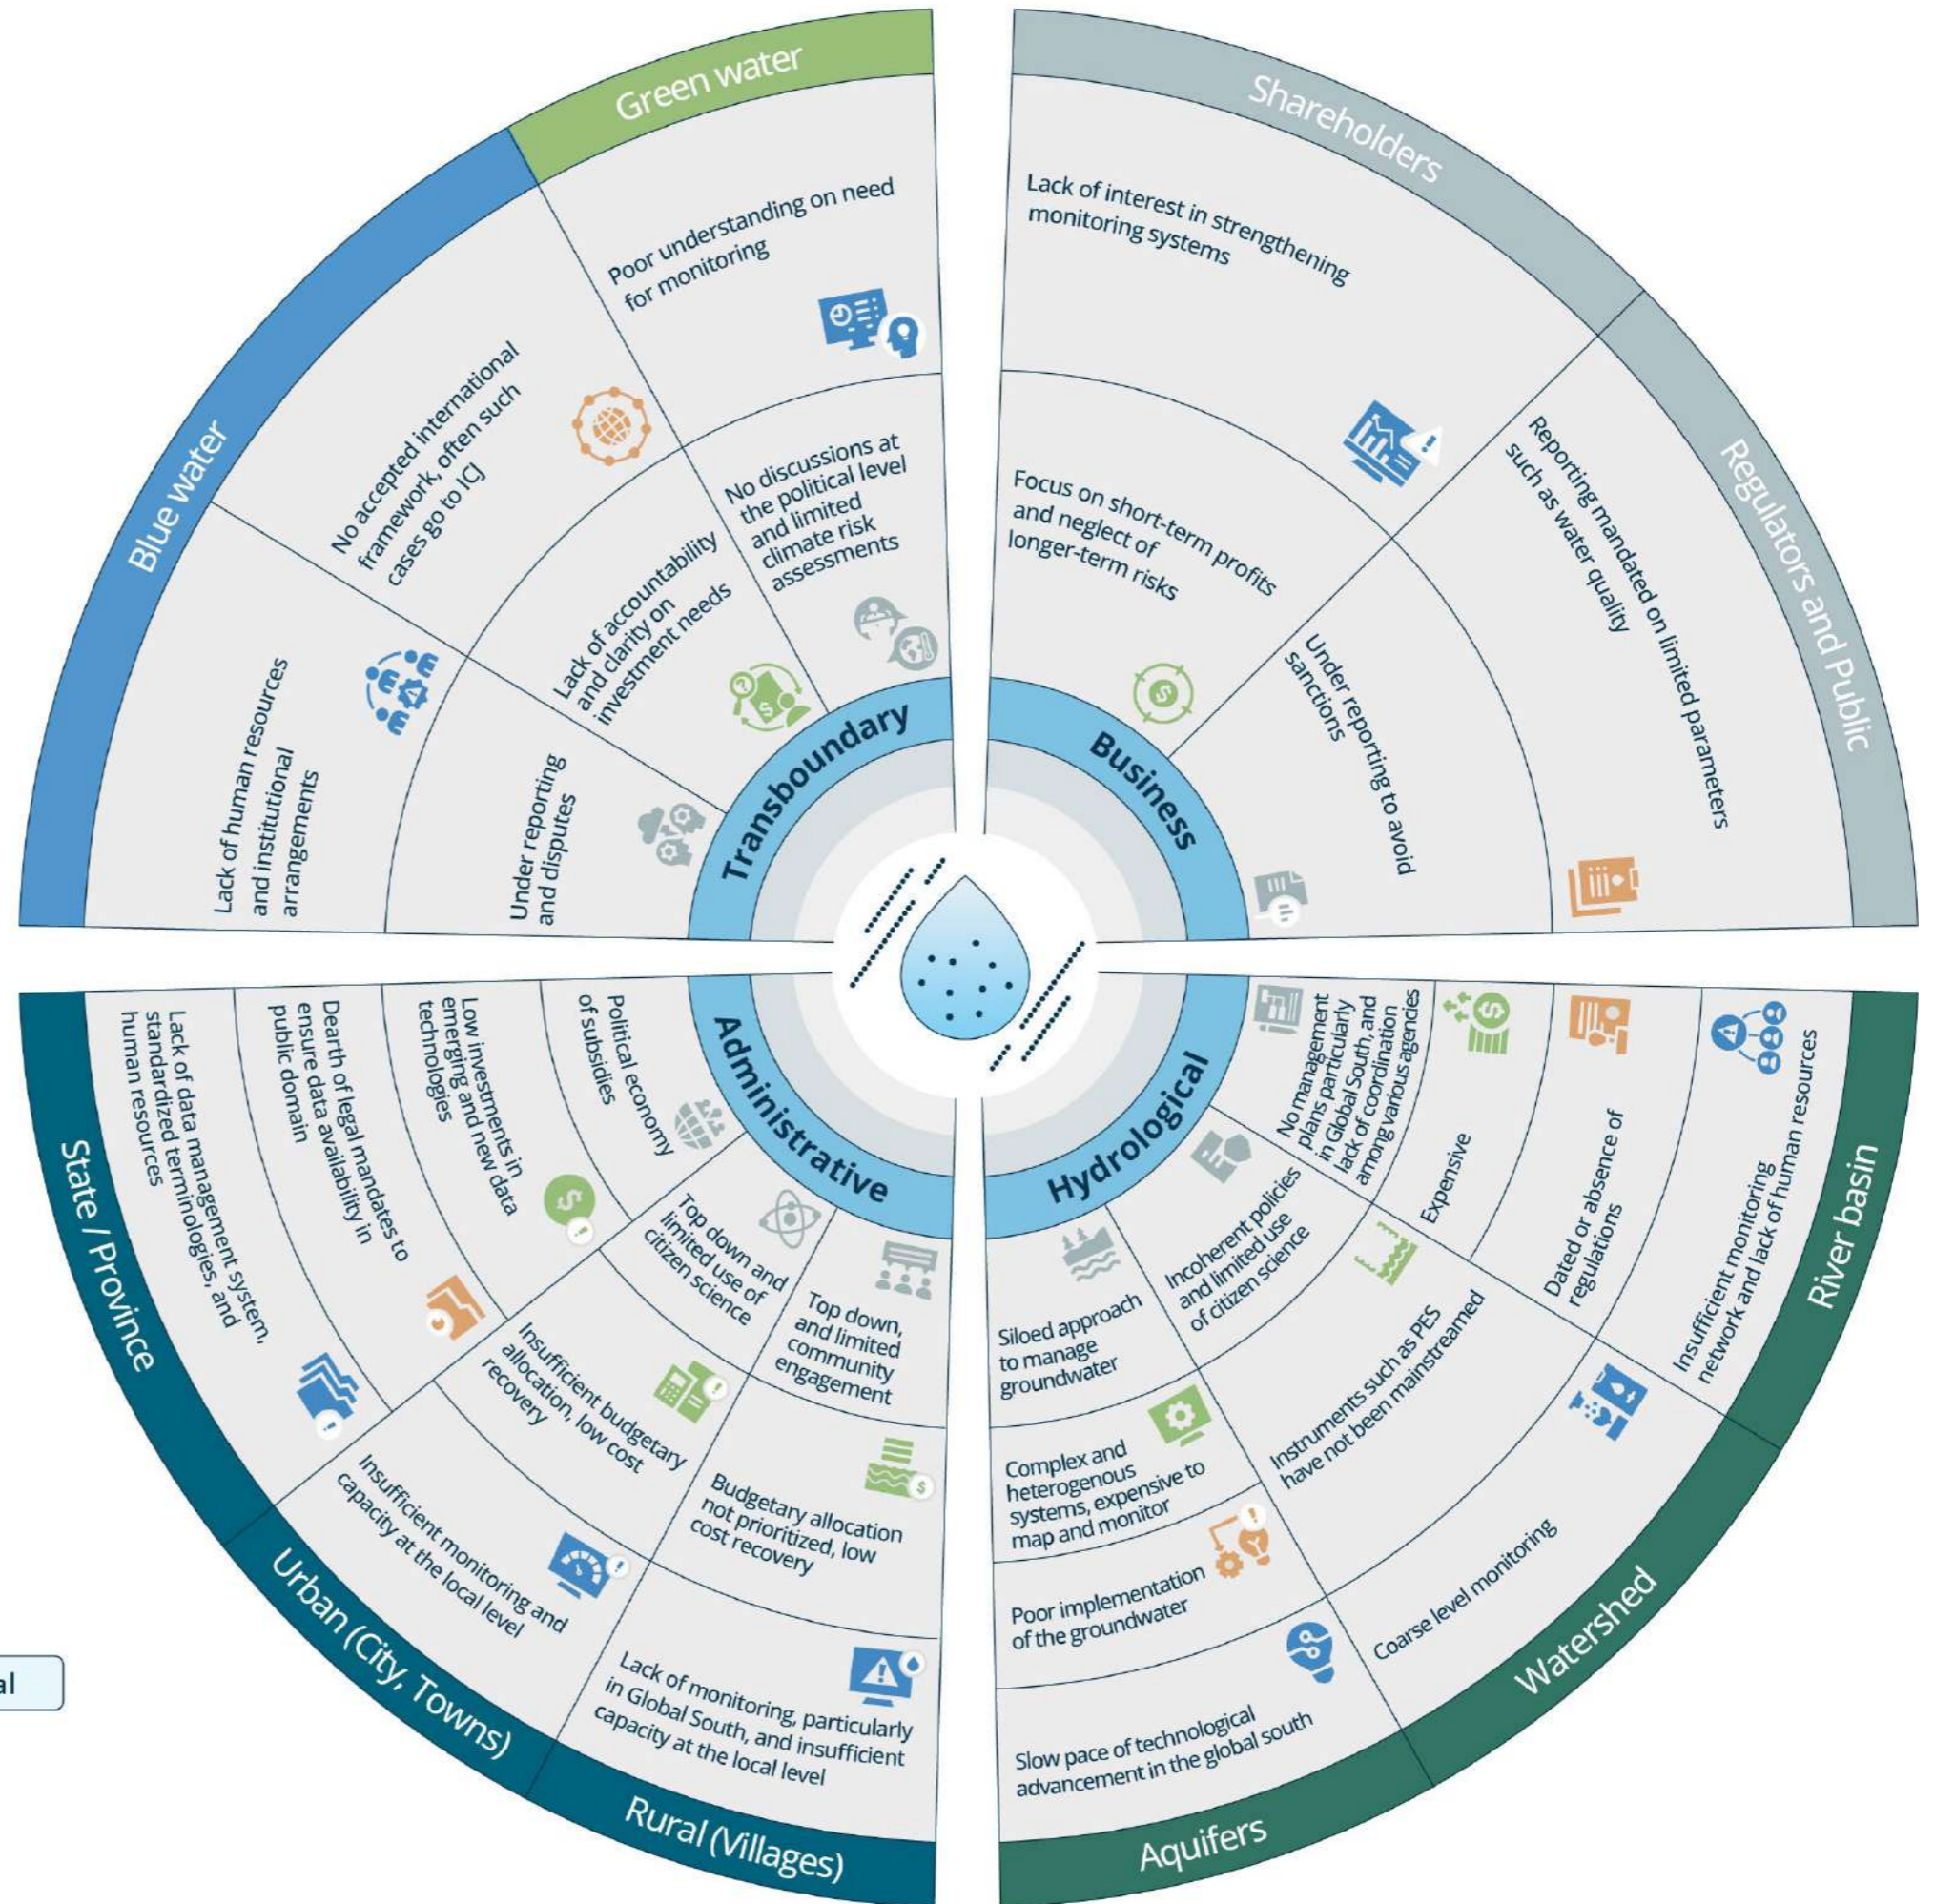 Green water
Poor understanding on need
for monitoring
No discussions at
the political level
and limited
climate risk
assessments
Blue water
No accepted international
framework, often such
cases go to ICJ
Lack of accountability
and clarity on
investment needs
Lack of human resources
and institutional
arrangements
Under reporting
and disputes
Transboundary
Shareholders
Lack of interest in strengthening
monitoring systems
Focus on short-term profits
and neglect of
longer-term risks
Regulators and Public
Reporting mandated on limited parameters
such as water quality
Under reporting to avoid
sanctions
Business
Administrative
Political economy
of subsidies
Low investments in
emerging and new data
technologies
Dearth of legal mandates to
ensure data availability in
public domain
Lack of data management system,
standardized terminologies, and
human resources
State / Province
Top down and
limited use of
citizen science
Insufficient budgetary
allocation, low cost
recovery
Insufficient monitoring and
capacity at the local level
Urban (City, Towns)
Top down,
and limited
community
engagement
Budgetary allocation
not prioritized, low
cost recovery
Lack of monitoring, particularly
in Global South, and insufficient
capacity at the local level
Rural (Villages)
Hydrological
No management
plans particularly
in Global South, and
lack of coordination
among various agencies
Expensive
Dated or absence of
regulations
Insufficient monitoring
network and lack of human resources
River basin
Incoherent policies
and limited use
of citizen science
Instruments such as PES
have not been mainstreamed
Coarse level monitoring
Watershed
Siloed approach
to manage
groundwater
Complex and
heterogenous
systems, expensive to
map and monitor
Poor implementation
of the groundwater
Slow pace of technological
advancement in the global south
Aquifers